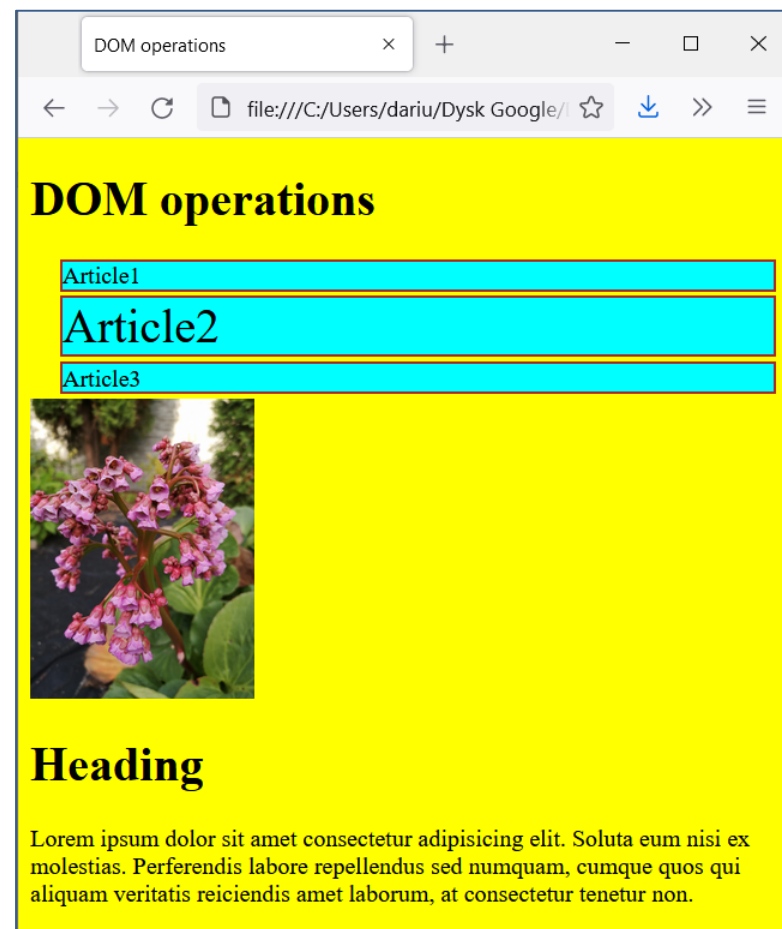 DOM operations
file:///C:/Users/dariu/Dysk Google/
DOM operations
Article1
Article2
Article3
Heading
Lorem ipsum dolor sit amet consectetur adipisicing elit. Soluta eum nisi ex
molestias. Perferendis labore repellendus sed numquam, cumque quos qui
aliquam veritatis reiciendis amet laborum, at consectetur tenetur non.